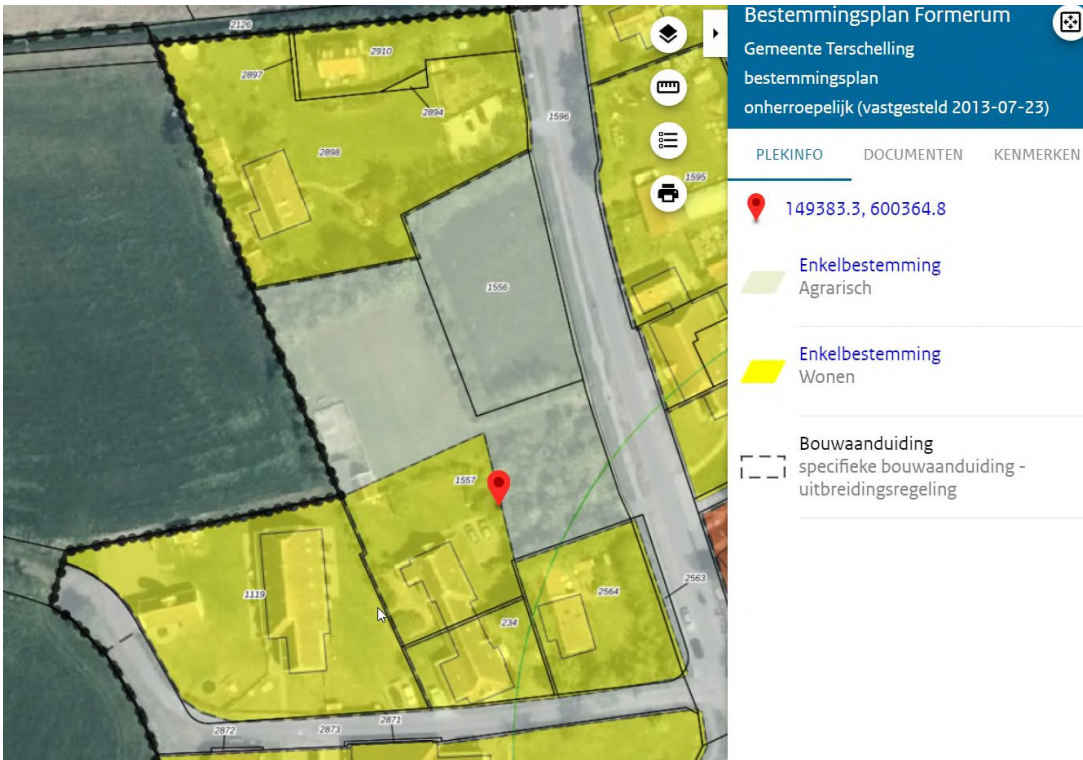 Bestemmingsplan Formerum
Gemeente Terschelling
bestemmingsplan
onherroepelijk (vastgesteld 2013-07-23)
PLEKINFO DOCUMENTEN KENMERKEN
149383.3, 600364.8
Enkelbestemming
Agrarisch
Enkelbestemming
Wonen
Bouwaanduiding
specifieke bouwaanduiding -
uitbreidingsregeling
2126
2910
2897
2894
1596
2898
1595
1556
1557
1119
2564
2563
234
2871
2872
2873